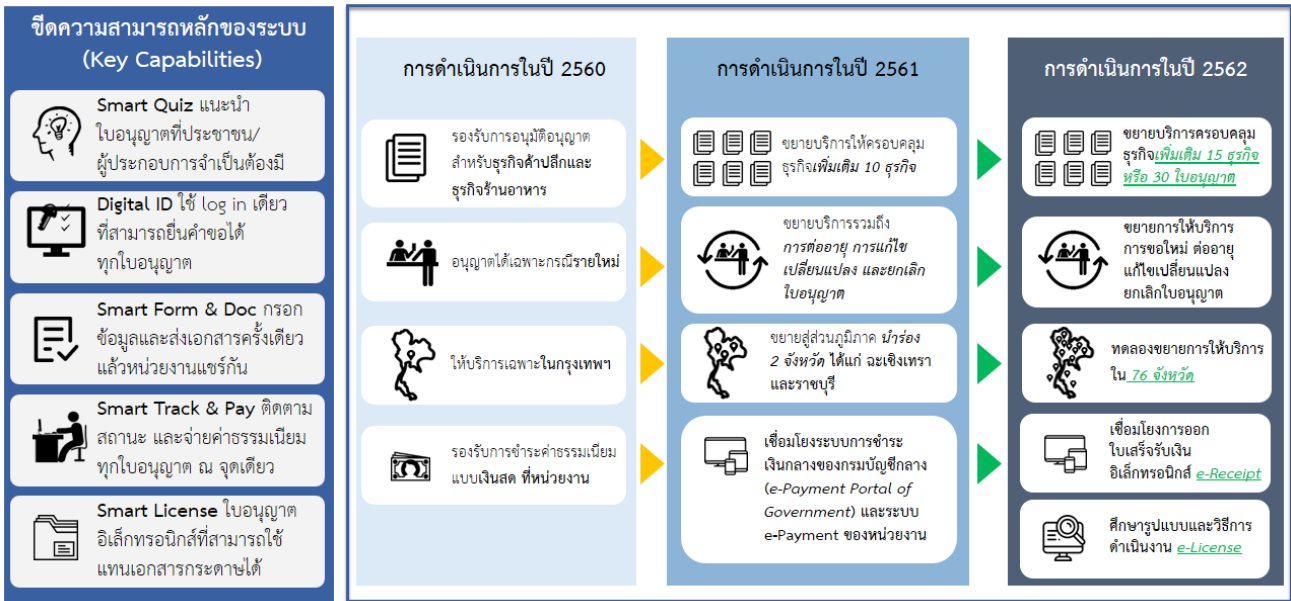 ขีดความสามารถหลักของระบบ
(Key Capabilities)
Smart Quiz แนะนำ
ใบอนุญาตที่ประชาชน/
ผู้ประกอบการจำเป็นต้องมี
Digital ID ใช้ log in เดียว
ที่สามารถยื่นคำขอได้
ทุกใบอนุญาต
Smart Form & Doc กรอก
ข้อมูลและส่งเอกสารครั้งเดียว
แล้วหน่วยงานแชร์กัน
Smart Track & Pay ติดตาม
สถานะ และจ่ายค่าธรรมเนียม
ทุกใบอนุญาต ณ จุดเดียว
Smart License ใบอนุญาต
อิเล็กทรอนิกส์ที่สามารถใช้
แทนเอกสารกระดาษได้
การดำเนินการในปี 2560
รองรับการอนุมัติอนุญาต
สำหรับธุรกิจค้าปลีกและ
ธุรกิจร้านอาหาร
อนุญาตได้เฉพาะกรณีรายใหม่
ให้บริการเฉพาะในกรุงเทพฯ
รองรับการชำระค่าธรรมเนียม
แบบเงินสด ที่หน่วยงาน
การดำเนินการในปี 2561
ขยายบริการให้ครอบคลุม
ธุรกิจเพิ่มเติม 10 ธุรกิจ
ขยายบริการรวมถึง
การต่ออายุ การแก้ไข
เปลี่ยนแปลง และยกเลิก
ใบอนุญาต
ขยายสู่ส่วนภูมิภาค นำร่อง
2 จังหวัด ได้แก่ ฉะเชิงเทรา
และราชบุรี
เชื่อมโยงระบบการชำระ
เงินกลางของกรมบัญชีกลาง
(e-Payment Portal of
Government) และระบบ
e-Payment ของหน่วยงาน
การดำเนินการในปี 2562
ขยายบริการครอบคลุม
ธุรกิจเพิ่มเติม 15 ธุรกิจ
หรือ 30 ใบอนุญาต
ขยายการให้บริการ
การขอใหม่ ต่ออายุ
แก้ไขเปลี่ยนแปลง
ยกเลิกใบอนุญาต
ทดลองขยายการให้บริการ
ใน 76 จังหวัด
เชื่อมโยงการออก
ใบเสร็จรับเงิน
อิเล็กทรอนิกส์ e-Receipt
ศึกษารูปแบบและวิธีการ
ดำเนินงาน e-License